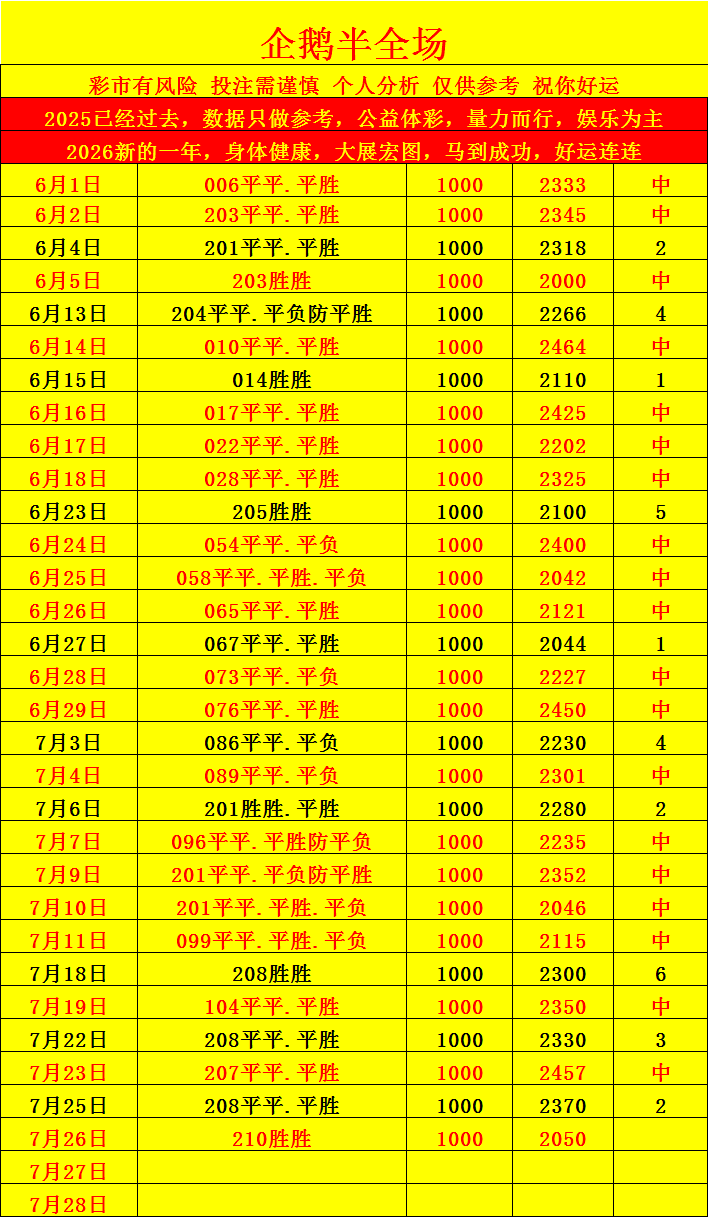 企鹅半全场
彩市有风险 投注需谨慎 个人分析 仅供参考 祝你好运
2025已经过去，数据只做参考，公益体彩，量力而行，娱乐为主
2026新的一年，身体健康，大展宏图，马到成功，好运连连
6月1日 006平平.平胜 1000 2333 中
6月2日 203平平.平胜 1000 2345 中
6月4日 201平平.平胜 1000 2318 2
6月5日 203胜胜 1000 2000 中
6月13日 204平平.平负防平胜 1000 2266 4
6月14日 010平平.平胜 1000 2464 中
6月15日 014胜胜 1000 2110 1
6月16日 017平平.平胜 1000 2425 中
6月17日 022平平.平胜 1000 2202 中
6月18日 028平平.平胜 1000 2325 中
6月23日 205胜胜 1000 2100 5
6月24日 054平平.平负 1000 2400 中
6月25日 058平平.平胜.平负 1000 2042 中
6月26日 065平平.平胜 1000 2121 中
6月27日 067平平.平胜 1000 2044 1
6月28日 073平平.平负 1000 2227 中
6月29日 076平平.平胜 1000 2450 中
7月3日 086平平.平负 1000 2230 4
7月4日 089平平.平负 1000 2301 中
7月6日 201胜胜.平胜 1000 2280 2
7月7日 096平平.平胜防平负 1000 2235 中
7月9日 201平平.平负防平胜 1000 2352 中
7月10日 201平平.平胜.平负 1000 2046 中
7月11日 099平平.平胜.平负 1000 2115 中
7月18日 208胜胜 1000 2300 6
7月19日 104平平.平胜 1000 2350 中
7月22日 208平平.平胜 1000 2330 3
7月23日 207平平.平胜 1000 2457 中
7月25日 208平平.平胜 1000 2370 2
7月26日 210胜胜 1000 2050
7月27日
7月28日